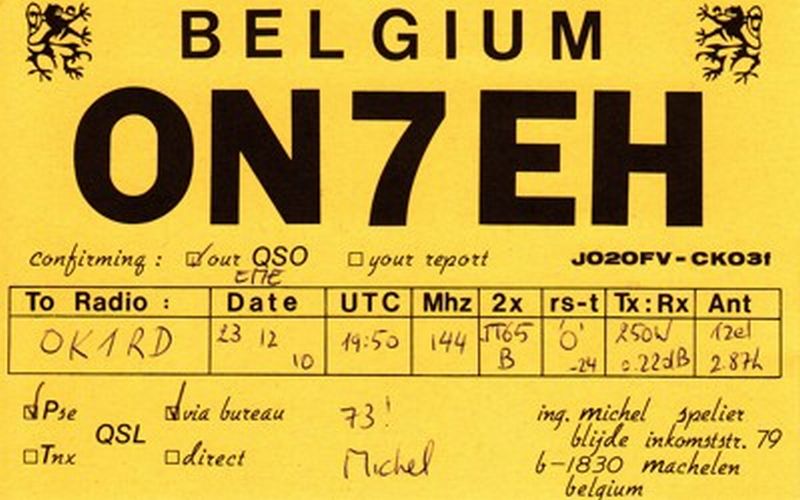 BELGIUM
ON7EH
confirming : our QSO your report JO20FV-CK03f
EME
To Radio : Date UTC Mhz 2x rs-t Tx:Rx Ant
OK1RD 23 12 10 19:50 144 JT65 B 'O' -24 250W 0.22dB 12el 2.87λ
Pse via bureau 73! ing. michel spelier
QSL blijde inkomststr. 79
Tnx direct Michel b-1830 machelen
belgium